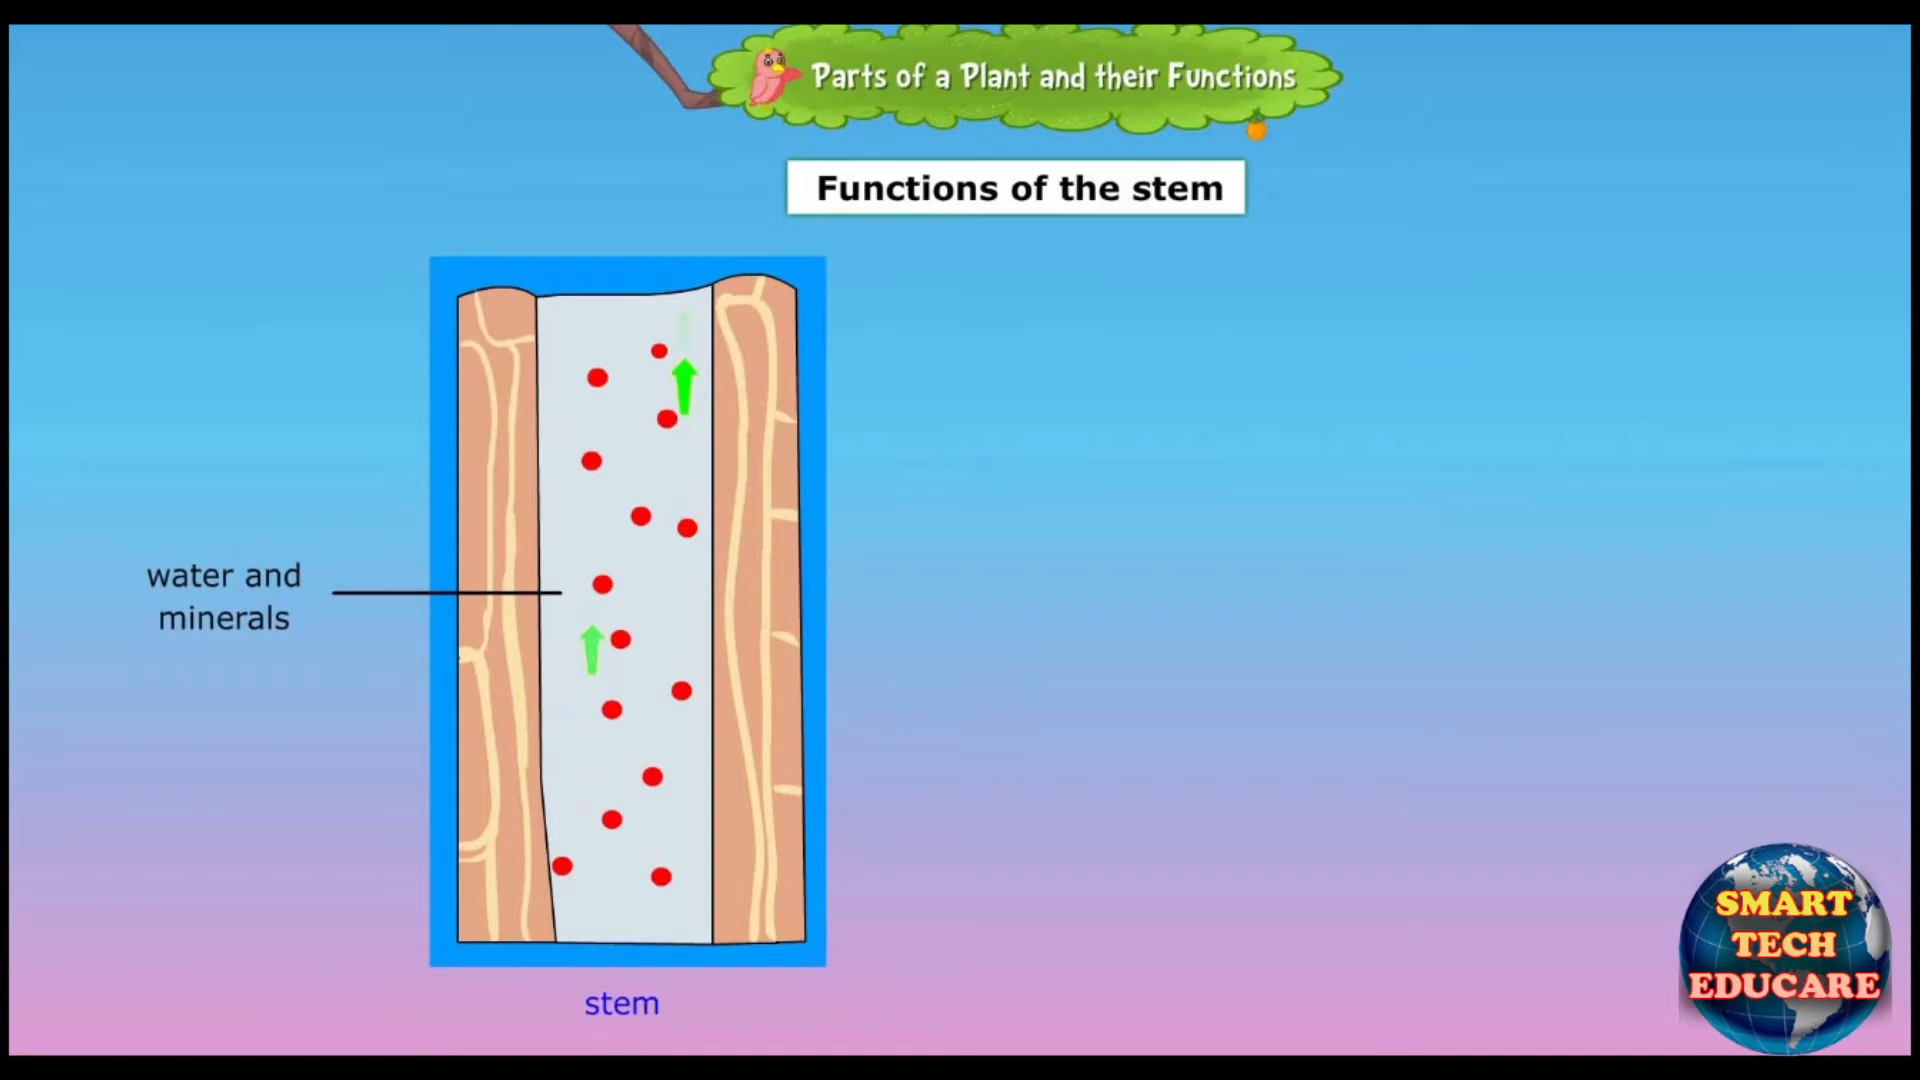 Parts of a Plant and their Functions
Functions of the stem
water and
minerals
stem
SMART
TECH
EDUCARE